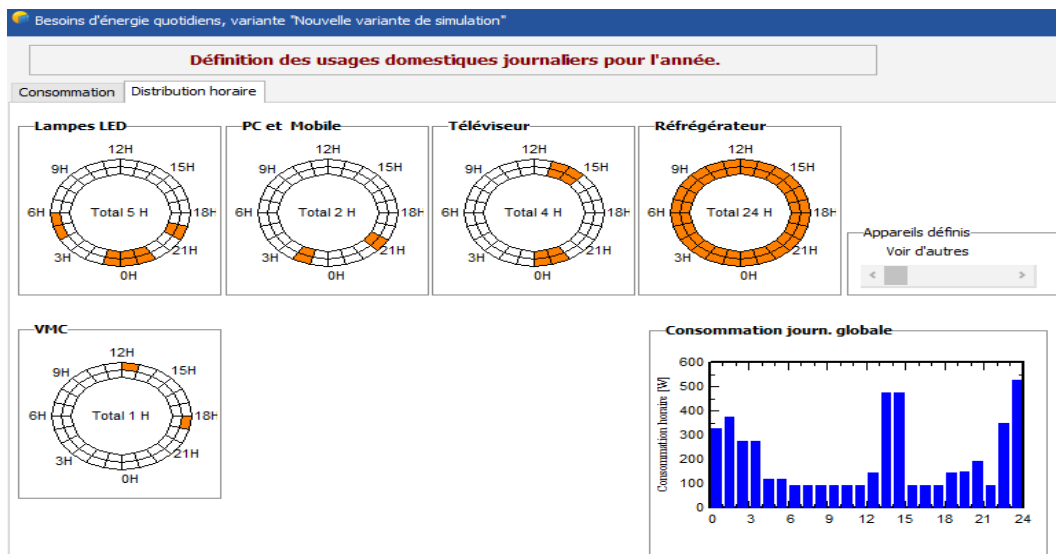 Besoins d'énergie quotidiens, variante "Nouvelle variante de simulation"
Définition des usages domestiques journaliers pour l'année.
Consommation Distribution horaire
Lampes LED
12H
9H 15H
6H Total 5 H 18H
3H 21H
0H
PC et Mobile
12H
9H 15H
6H Total 2 H 18H
3H 21H
0H
Téléviseur
12H
9H 15H
6H Total 4 H 18H
3H 21H
0H
Réfrigérateur
12H
9H 15H
6H Total 24 H 18H
3H 21H
0H
Appareils définis
Voir d'autres
VMC
12H
9H 15H
6H Total 1 H 18H
3H 21H
0H
Consommation journ. globale
Consommation horaire [W]
600
500
400
300
200
100
0
0 3 6 9 12 15 18 21 24